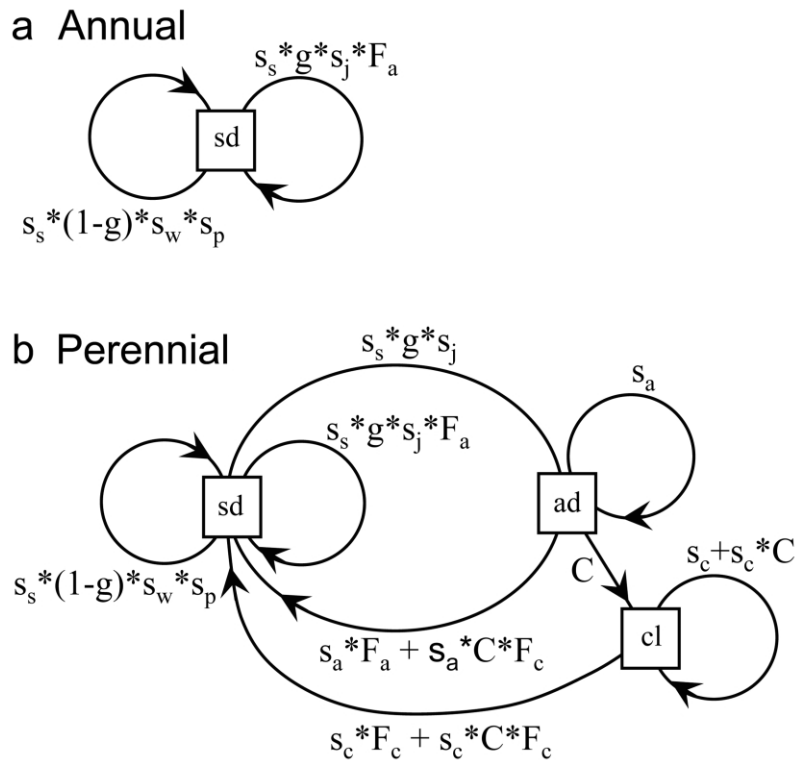 a Annual
s_s*g*s_j*F_a
sd
s_s*(1-g)*s_w*s_p
b Perennial
s_s*g*s_j
s_a
s_s*g*s_j*F_a
sd
ad
s_c+s_c*C
C
s_s*(1-g)*s_w*s_p
cl
s_a*F_a + s_a*C*F_c
s_c*F_c + s_c*C*F_c